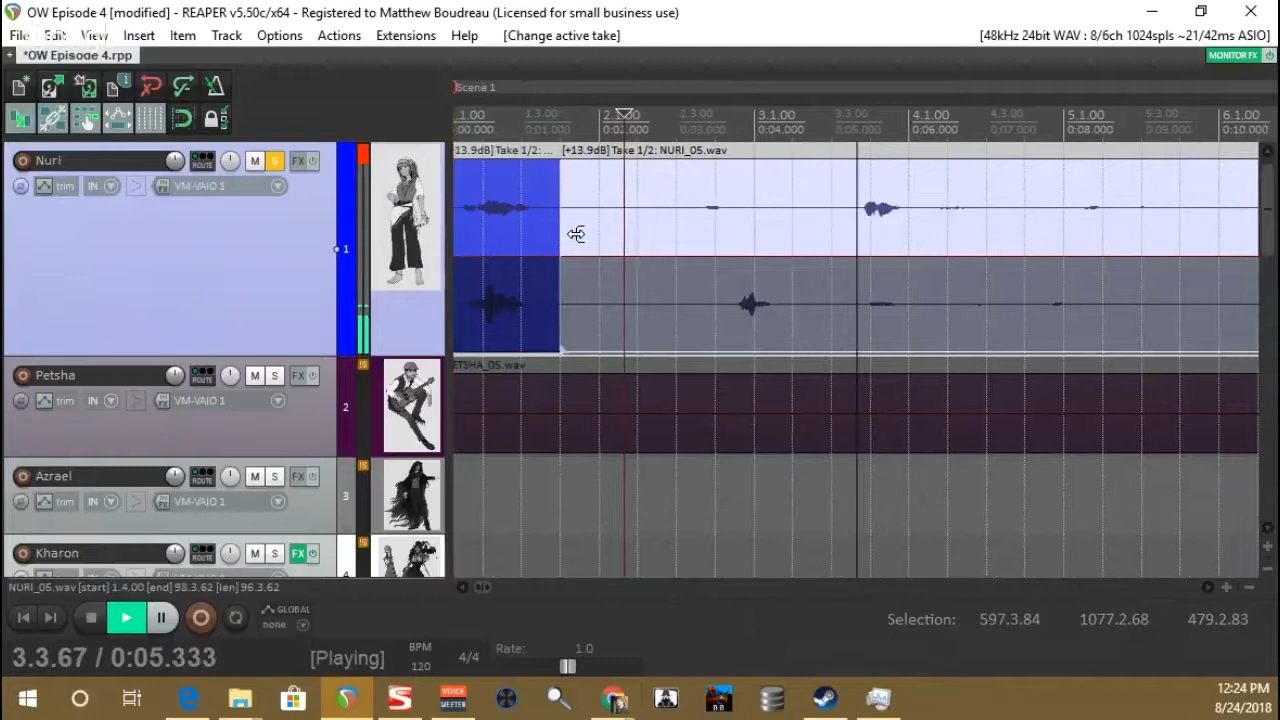 OW Episode 4 [modified] - REAPER v5.50c/x64 - Registered to Matthew Boudreau (Licensed for small business use)
File Edit View Insert Item Track Options Actions Extensions Help [Change active take] [48kHz 24bit WAV : 8/6ch 1024spls ~21/42ms ASIO]
*OW Episode 4.rpp MONITOR FX
Scene 1
.1.00 1.3.00 2.1.00 2.3.00 3.1.00 3.3.00 4.1.00 4.3.00 5.1.00 5.3.00 6.1.00
:00.000 0:01.000 0:02.000 0:03.000 0:04.000 0:05.000 0:06.000 0:07.000 0:08.000 0:09.000 0:10.000
13.9dB] Take 1/2: ... [+13.9dB] Take 1/2: NURI_05.wav
Nuri ROUTE M S FX
trim IN FX VM-VAIO 1
1
ETSHA_05.wav
Petsha ROUTE M S FX
trim IN FX VM-VAIO 1
2
Azrael ROUTE M S FX
trim IN FX VM-VAIO 1
3
Kharon ROUTE M S FX
4
NURI_05.wav [start] 1.4.00 [end] 98.3.62 [len] 96.3.62
GLOBAL
none
Selection: 597.3.84 1077.2.68 479.2.83
3.3.67 / 0:05.333 [Playing] BPM 120 4/4 Rate: 1.0
VOICE
MEETER
BB
12:24 PM
8/24/2018